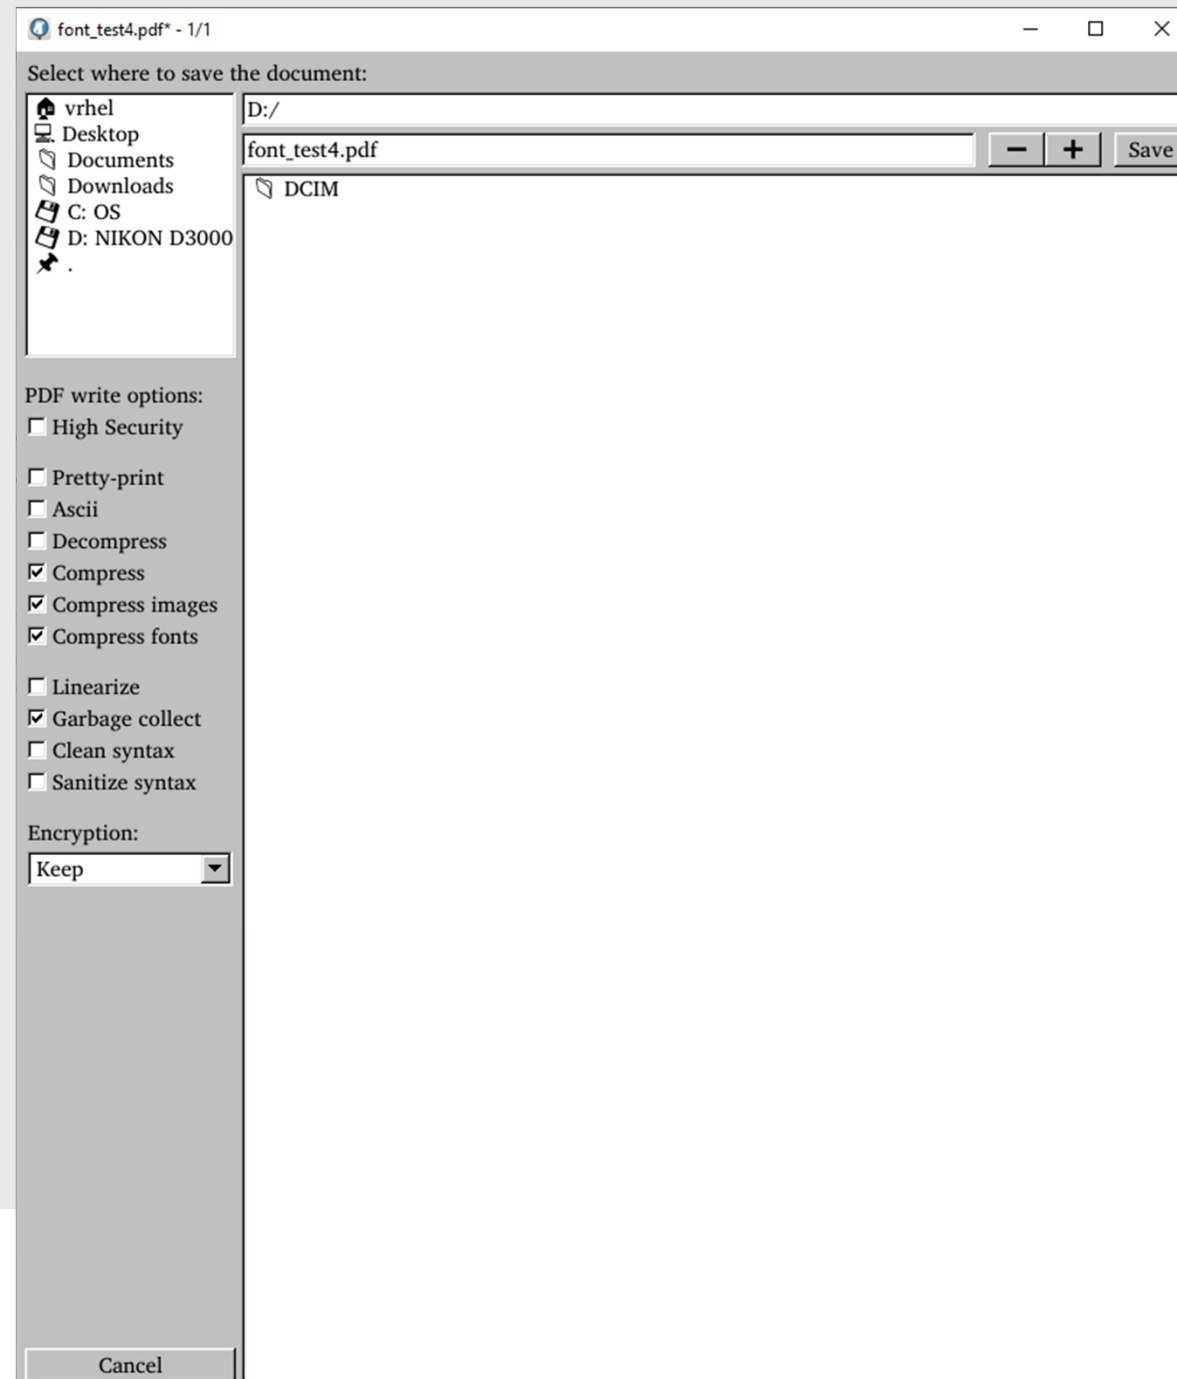 font_test4.pdf* - 1/1
Select where to save the document:
vrhel
Desktop
Documents
Downloads
C: OS
D: NIKON D3000
.
D:/
font_test4.pdf
Save
DCIM
PDF write options:
High Security
Pretty-print
Ascii
Decompress
Compress
Compress images
Compress fonts
Linearize
Garbage collect
Clean syntax
Sanitize syntax
Encryption:
Keep
Cancel